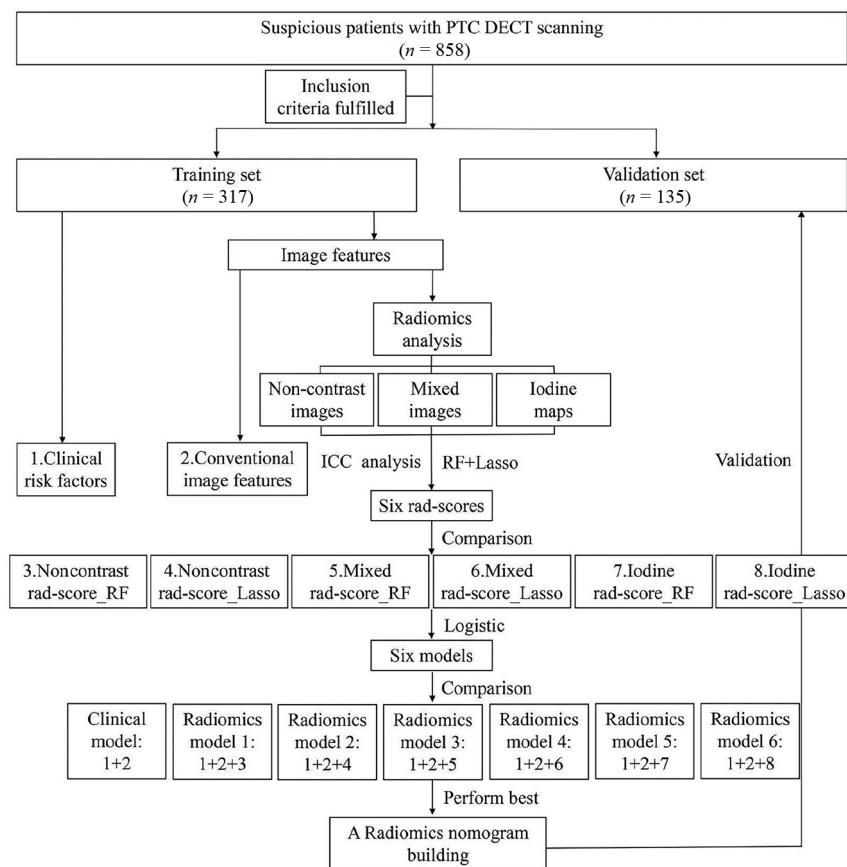 Suspicious patients with PTC DECT scanning
(n = 858)
Inclusion
criteria fulfilled
Training set
(n = 317)
Validation set
(n = 135)
Image features
Radiomics
analysis
Non-contrast
images
Mixed
images
Iodine
maps
1.Clinical
risk factors
2.Conventional
image features
ICC analysis
RF+Lasso
Validation
Six rad-scores
Comparison
3.Noncontrast
rad-score_RF
4.Noncontrast
rad-score_Lasso
5.Mixed
rad-score_RF
6.Mixed
rad-score_Lasso
7.Iodine
rad-score_RF
8.Iodine
rad-score_Lasso
Logistic
Six models
Comparison
Clinical
model:
1+2
Radiomics
model 1:
1+2+3
Radiomics
model 2:
1+2+4
Radiomics
model 3:
1+2+5
Radiomics
model 4:
1+2+6
Radiomics
model 5:
1+2+7
Radiomics
model 6:
1+2+8
Perform best
A Radiomics nomogram
building